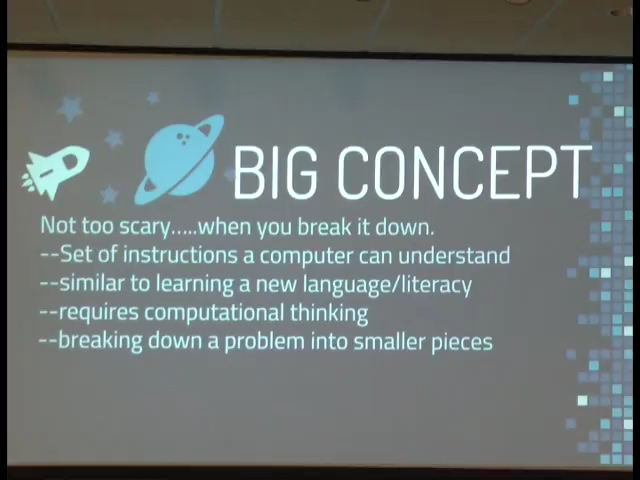 BIG CONCEPT
Not too scary.....when you break it down.
--Set of instructions a computer can understand
--similar to learning a new language/literacy
--requires computational thinking
--breaking down a problem into smaller pieces